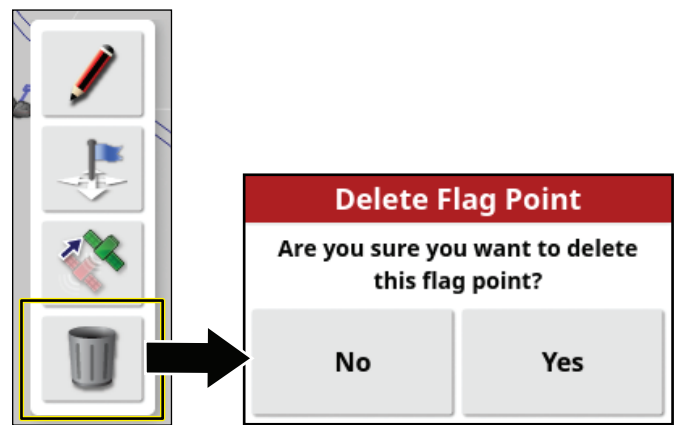 Delete Flag Point
Are you sure you want to delete
this flag point?
No
Yes